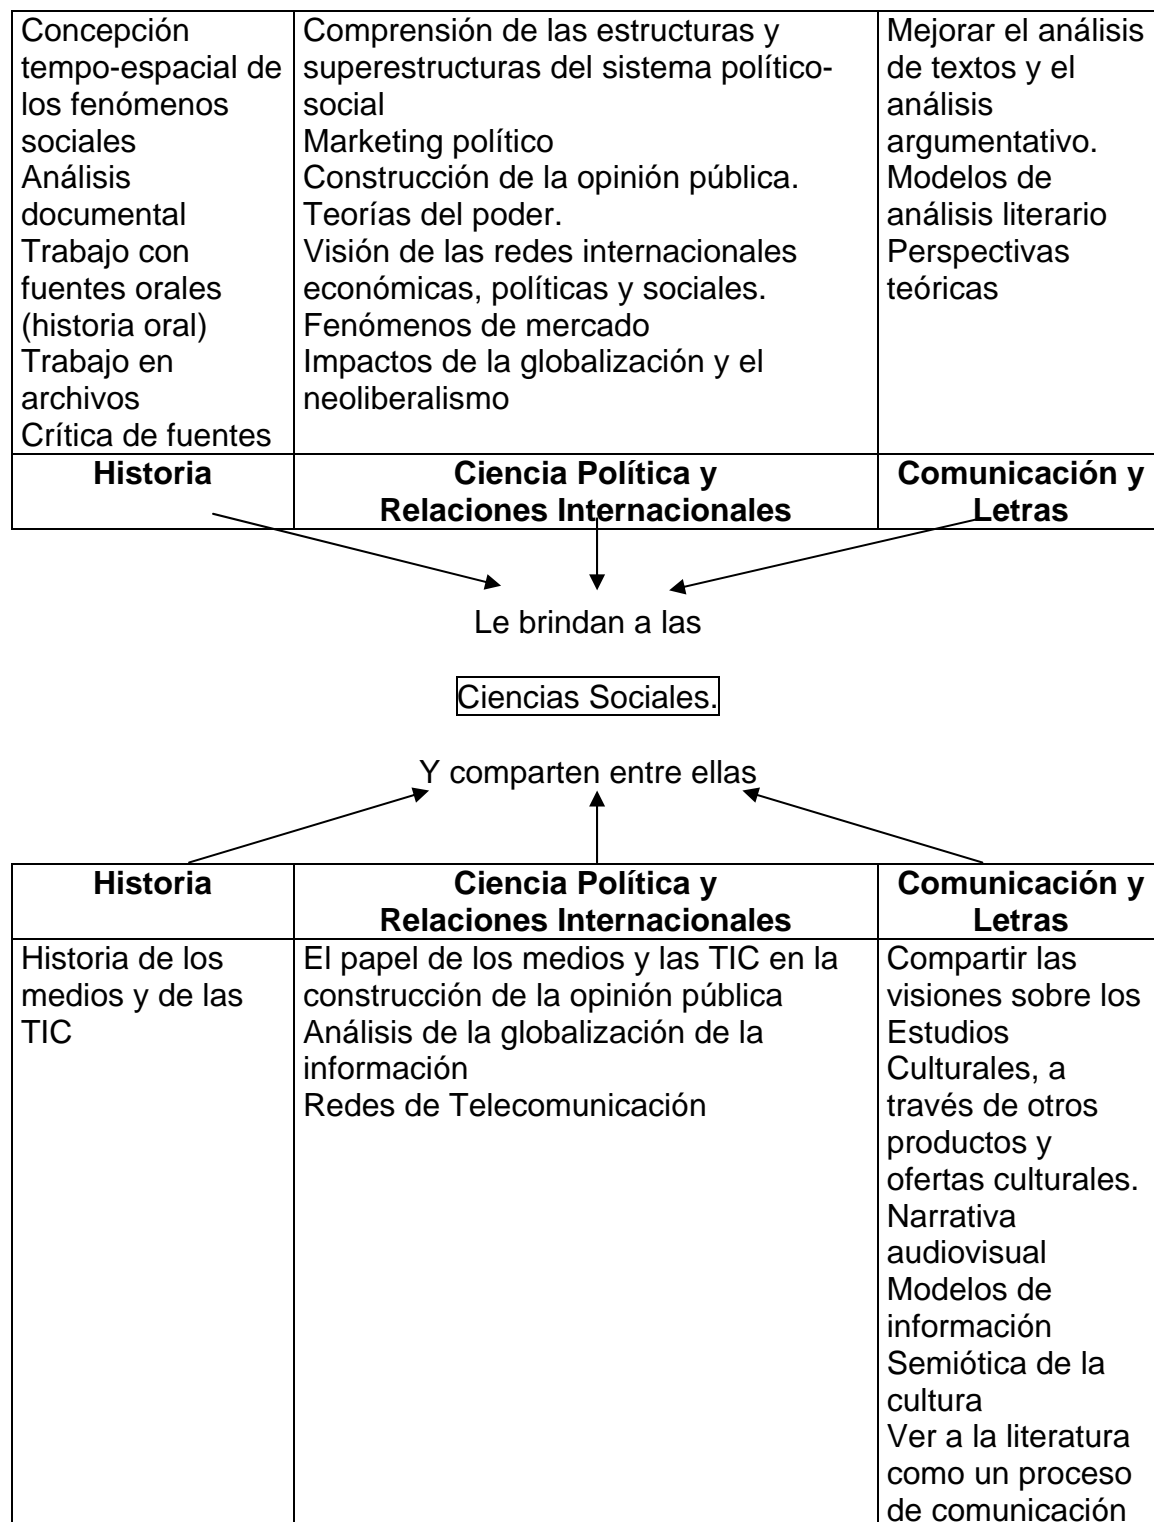 Concepción
tempo-espacial de
los fenómenos
sociales
Análisis
documental
Trabajo con
fuentes orales
(historia oral)
Trabajo en
archivos
Crítica de fuentes
Comprensión de las estructuras y
superestructuras del sistema político-
social
Marketing político
Construcción de la opinión pública.
Teorías del poder.
Visión de las redes internacionales
económicas, políticas y sociales.
Fenómenos de mercado
Impactos de la globalización y el
neoliberalismo
Mejorar el análisis
de textos y el
análisis
argumentativo.
Modelos de
análisis literario
Perspectivas
teóricas
Historia
Ciencia Política y
Relaciones Internacionales
Comunicación y
Letras
Le brindan a las
Ciencias Sociales.
Y comparten entre ellas
Historia
Ciencia Política y
Relaciones Internacionales
Comunicación y
Letras
Historia de los
medios y de las
TIC
El papel de los medios y las TIC en la
construcción de la opinión pública
Análisis de la globalización de la
información
Redes de Telecomunicación
Compartir las
visiones sobre los
Estudios
Culturales, a
través de otros
productos y
ofertas culturales.
Narrativa
audiovisual
Modelos de
información
Semiótica de la
cultura
Ver a la literatura
como un proceso
de comunicación